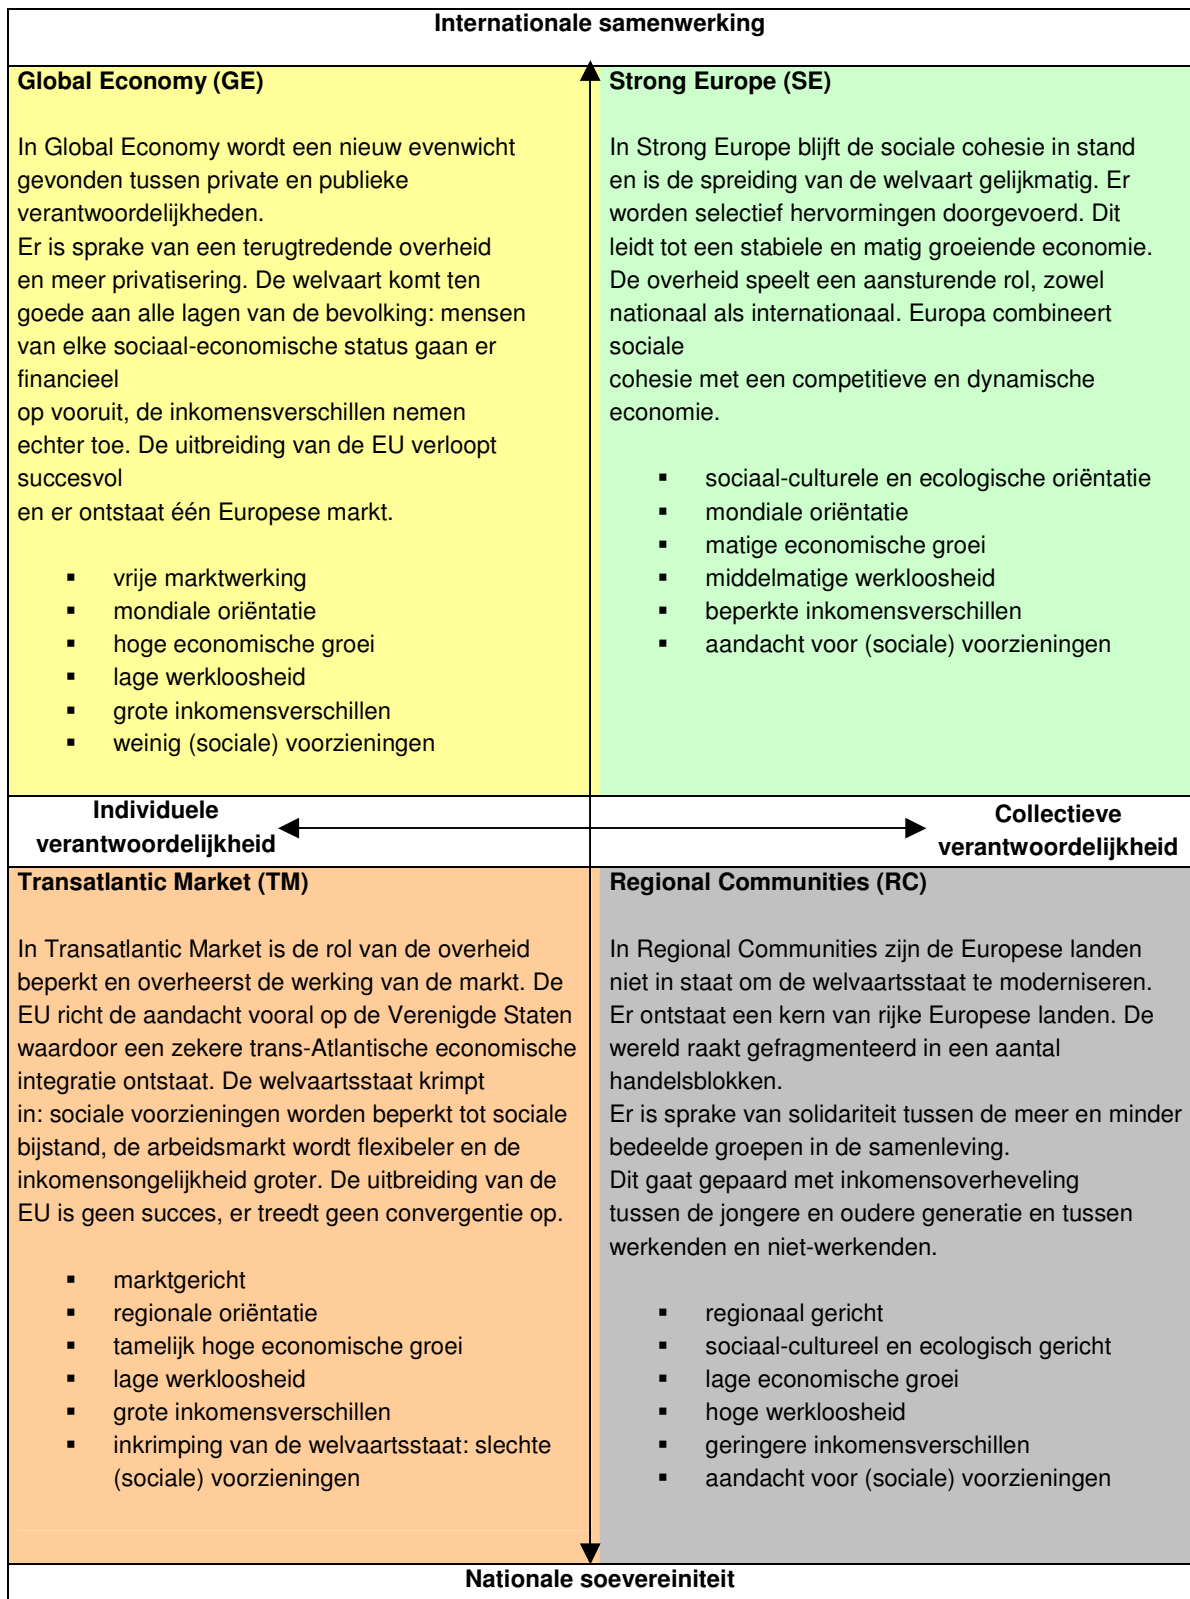 Internationale samenwerking
Global Economy (GE)
In Global Economy wordt een nieuw evenwicht
gevonden tussen private en publieke
verantwoordelijkheden.
Er is sprake van een terugtredende overheid
en meer privatisering. De welvaart komt ten
goede aan alle lagen van de bevolking: mensen
van elke sociaal-economische status gaan er
financieel
op vooruit, de inkomensverschillen nemen
echter toe. De uitbreiding van de EU verloopt
succesvol
en er ontstaat één Europese markt.
▪ vrije marktwerking
▪ mondiale oriëntatie
▪ hoge economische groei
▪ lage werkloosheid
▪ grote inkomensverschillen
▪ weinig (sociale) voorzieningen
Strong Europe (SE)
In Strong Europe blijft de sociale cohesie in stand
en is de spreiding van de welvaart gelijkmatig. Er
worden selectief hervormingen doorgevoerd. Dit
leidt tot een stabiele en matig groeiende economie.
De overheid speelt een aansturende rol, zowel
nationaal als internationaal. Europa combineert
sociale
cohesie met een competitieve en dynamische
economie.
▪ sociaal-culturele en ecologische oriëntatie
▪ mondiale oriëntatie
▪ matige economische groei
▪ middelmatige werkloosheid
▪ beperkte inkomensverschillen
▪ aandacht voor (sociale) voorzieningen
Individuele
verantwoordelijkheid
Collectieve
verantwoordelijkheid
Transatlantic Market (TM)
In Transatlantic Market is de rol van de overheid
beperkt en overheerst de werking van de markt. De
EU richt de aandacht vooral op de Verenigde Staten
waardoor een zekere trans-Atlantische economische
integratie ontstaat. De welvaartsstaat krimpt
in: sociale voorzieningen worden beperkt tot sociale
bijstand, de arbeidsmarkt wordt flexibeler en de
inkomensongelijkheid groter. De uitbreiding van de
EU is geen succes, er treedt geen convergentie op.
▪ marktgericht
▪ regionale oriëntatie
▪ tamelijk hoge economische groei
▪ lage werkloosheid
▪ grote inkomensverschillen
▪ inkrimping van de welvaartsstaat: slechte
(sociale) voorzieningen
Regional Communities (RC)
In Regional Communities zijn de Europese landen
niet in staat om de welvaartsstaat te moderniseren.
Er ontstaat een kern van rijke Europese landen. De
wereld raakt gefragmenteerd in een aantal
handelsblokken.
Er is sprake van solidariteit tussen de meer en minder
bedeelde groepen in de samenleving.
Dit gaat gepaard met inkomensoverheveling
tussen de jongere en oudere generatie en tussen
werkenden en niet-werkenden.
▪ regionaal gericht
▪ sociaal-cultureel en ecologisch gericht
▪ lage economische groei
▪ hoge werkloosheid
▪ geringere inkomensverschillen
▪ aandacht voor (sociale) voorzieningen
Nationale soevereiniteit